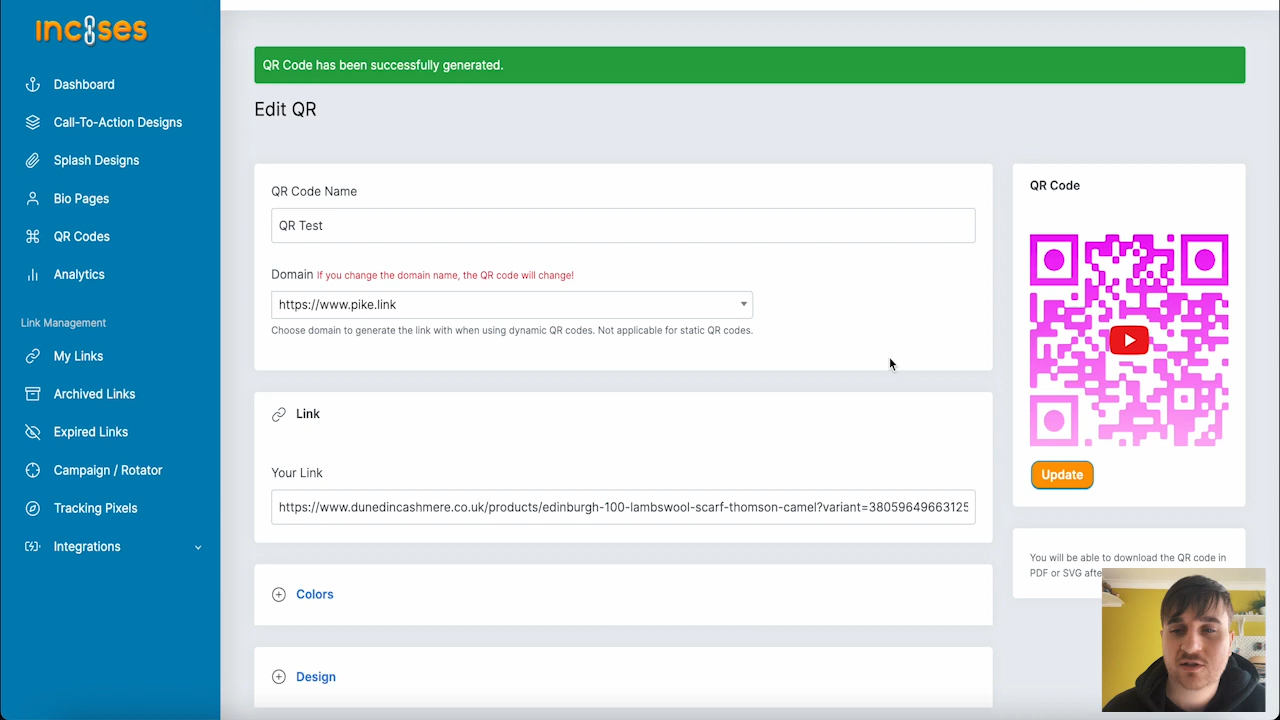 incises
Dashboard
Call-To-Action Designs
Splash Designs
Bio Pages
QR Codes
Analytics
Link Management
My Links
Archived Links
Expired Links
Campaign / Rotator
Tracking Pixels
Integrations
QR Code has been successfully generated.
Edit QR
QR Code Name
QR Test
Domain If you change the domain name, the QR code will change!
https://www.pike.link
Choose domain to generate the link with when using dynamic QR codes. Not applicable for static QR codes.
Link
Your Link
https://www.dunedincashmere.co.uk/products/edinburgh-100-lambswool-scarf-thomson-camel?variant=38059649663125
Colors
Design
QR Code
Update
You will be able to download the QR code in
PDF or SVG afte